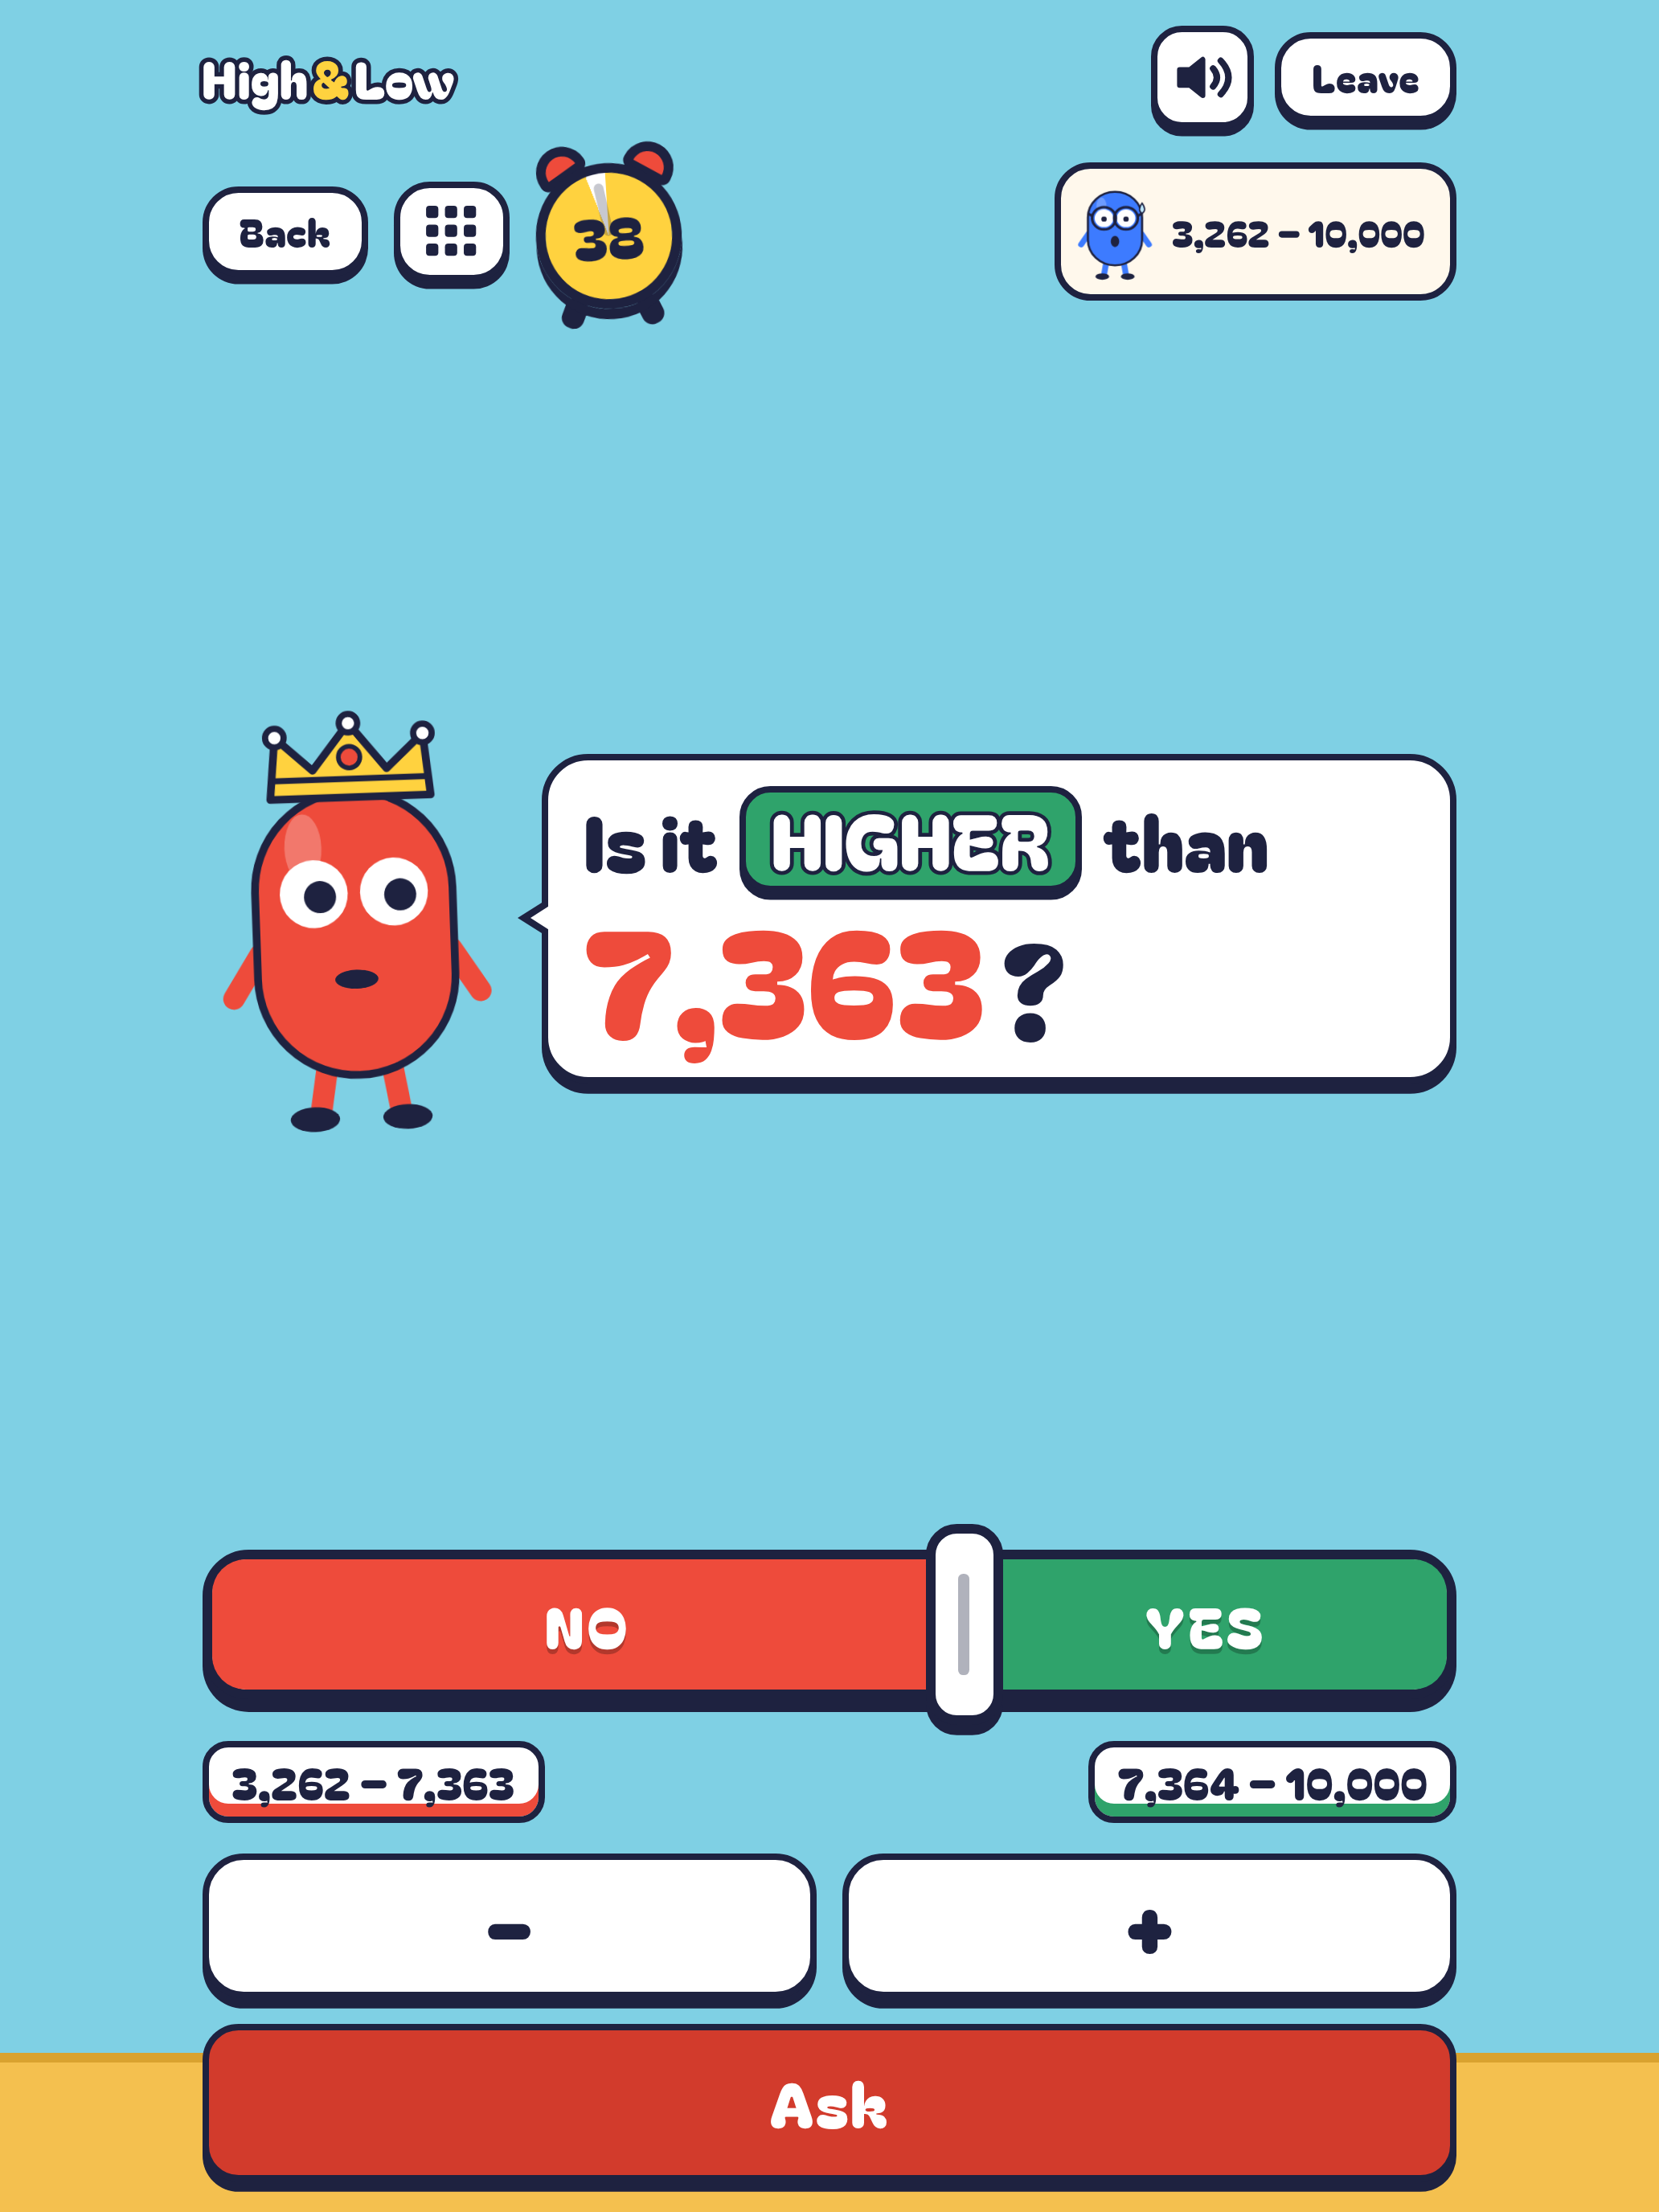 High&Low
Leave
Back
33
3,262 – 10,000
Is it HIGHER than
7,363?
NO
YES
3,262 – 7,363
7,364 – 10,000
–
+
Ask